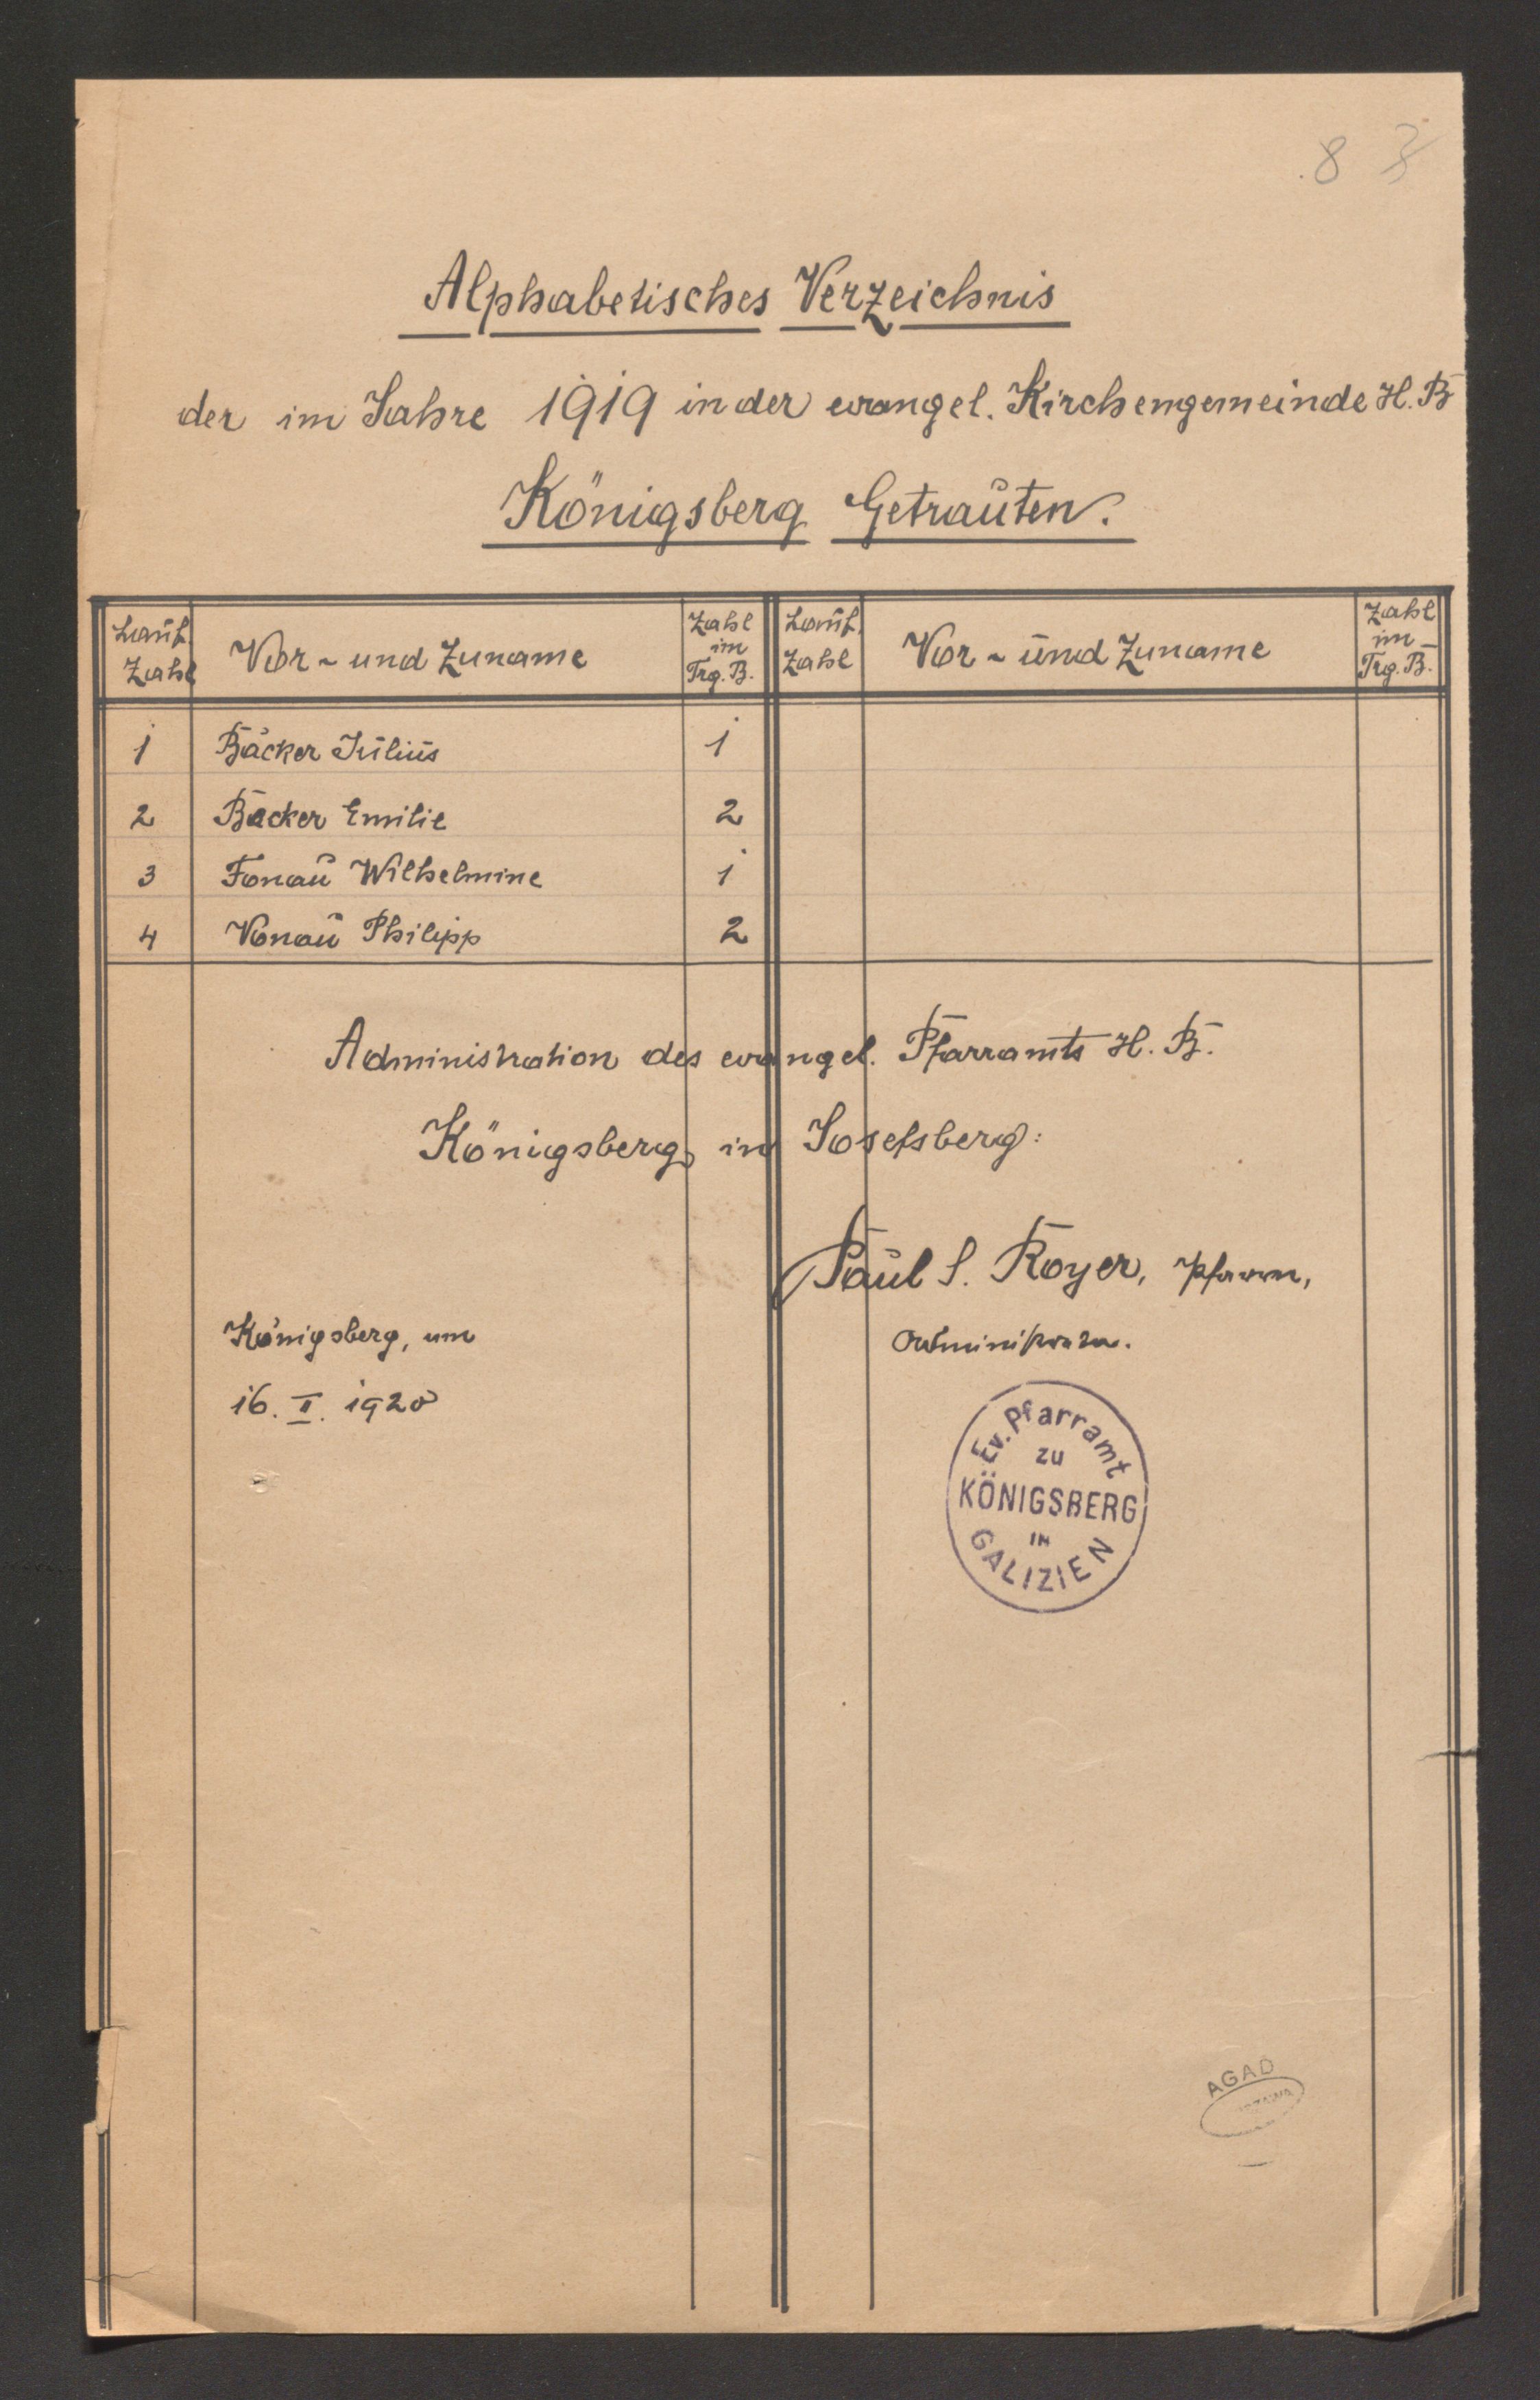 8 3
Alphabetisches Verzeichnis
der im Jahre 1919 in der evangel. Kirchengemeinde H. B
Königsberg Getrauten.
Lauf. Zahl Vor- und Zuname Zahl im Trg. B. Lauf. Zahl Vor- und Zuname Zahl im Trg. B.
1 Bäcker Julius 1
2 Bäcker Emilie 2
3 Fonau Wilhelmine 1
4 Vonau Philipp 2
Administration des evangel. Pfarramts H. B.
Königsberg in Josefsberg:
Paul S. Royer, Pfarrer,
Königsberg, am
Administrator.
16. II. 1920
Ev. Pfarramt
zu
KÖNIGSBERG
IN
GALIZIEN
AGAD